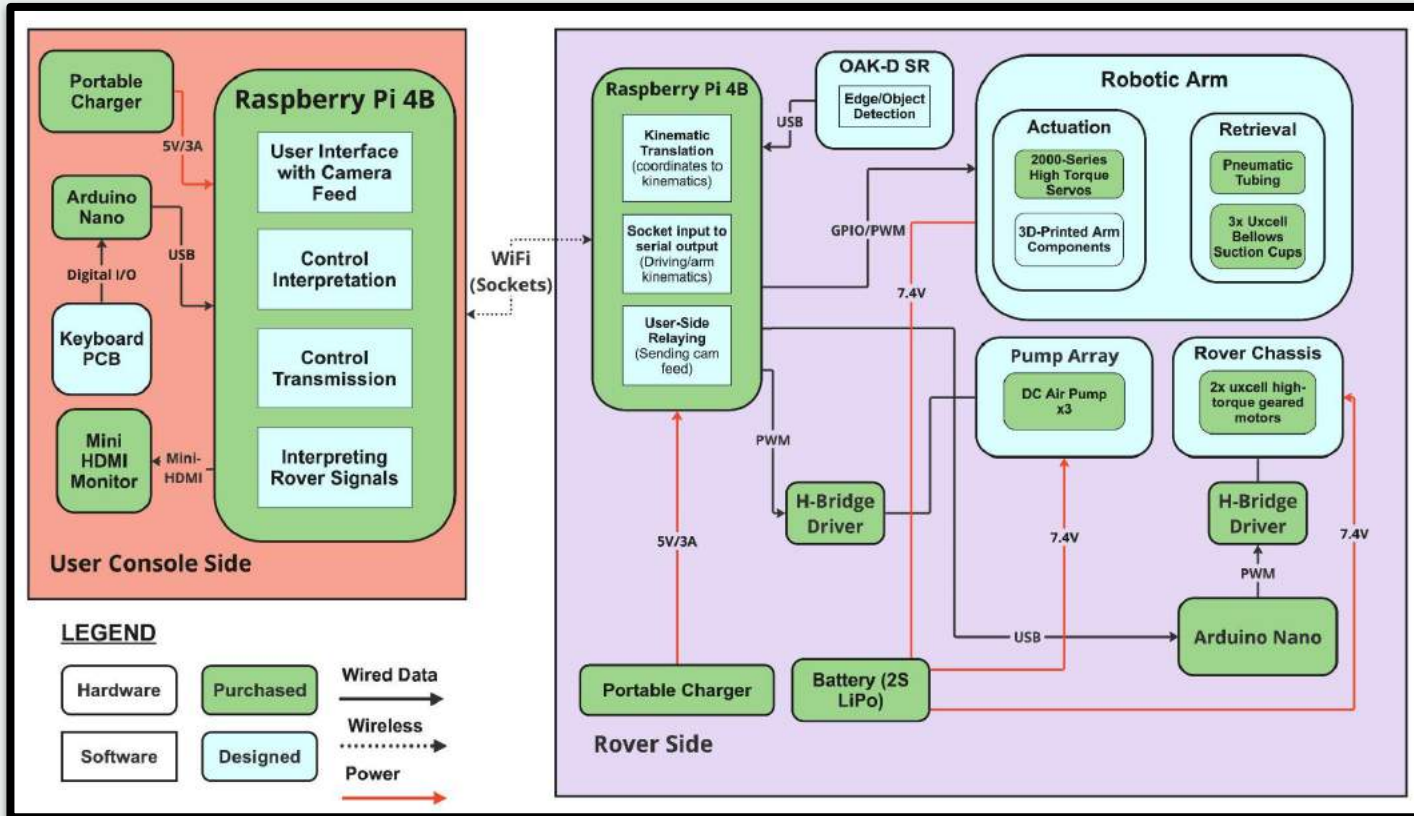 Portable
Charger
5V/3A
Arduino
Nano
USB
Digital I/O
Keyboard
PCB
Mini
HDMI
Monitor
Mini-
HDMI
Raspberry Pi 4B
User Interface
with Camera
Feed
Control
Interpretation
Control
Transmission
Interpreting
Rover Signals
User Console Side
WiFi
(Sockets)
Raspberry Pi 4B
Kinematic
Translation
(coordinates to
kinematics)
Socket input to
serial output
(Driving/arm
kinematics)
User-Side
Relaying
(Sending cam
feed)
USB
OAK-D SR
Edge/Object
Detection
GPIO/PWM
7.4V
Robotic Arm
Actuation
2000-Series
High Torque
Servos
3D-Printed Arm
Components
Retrieval
Pneumatic
Tubing
3x Uxcell
Bellows
Suction Cups
Pump Array
DC Air Pump
x3
Rover Chassis
2x uxcell high-
torque geared
motors
PWM
H-Bridge
Driver
5V/3A
7.4V
H-Bridge
Driver
7.4V
PWM
USB
Arduino Nano
Portable Charger
Battery (2S
LiPo)
Rover Side
LEGEND
Hardware
Purchased
Wired Data
Wireless
Software
Designed
Power